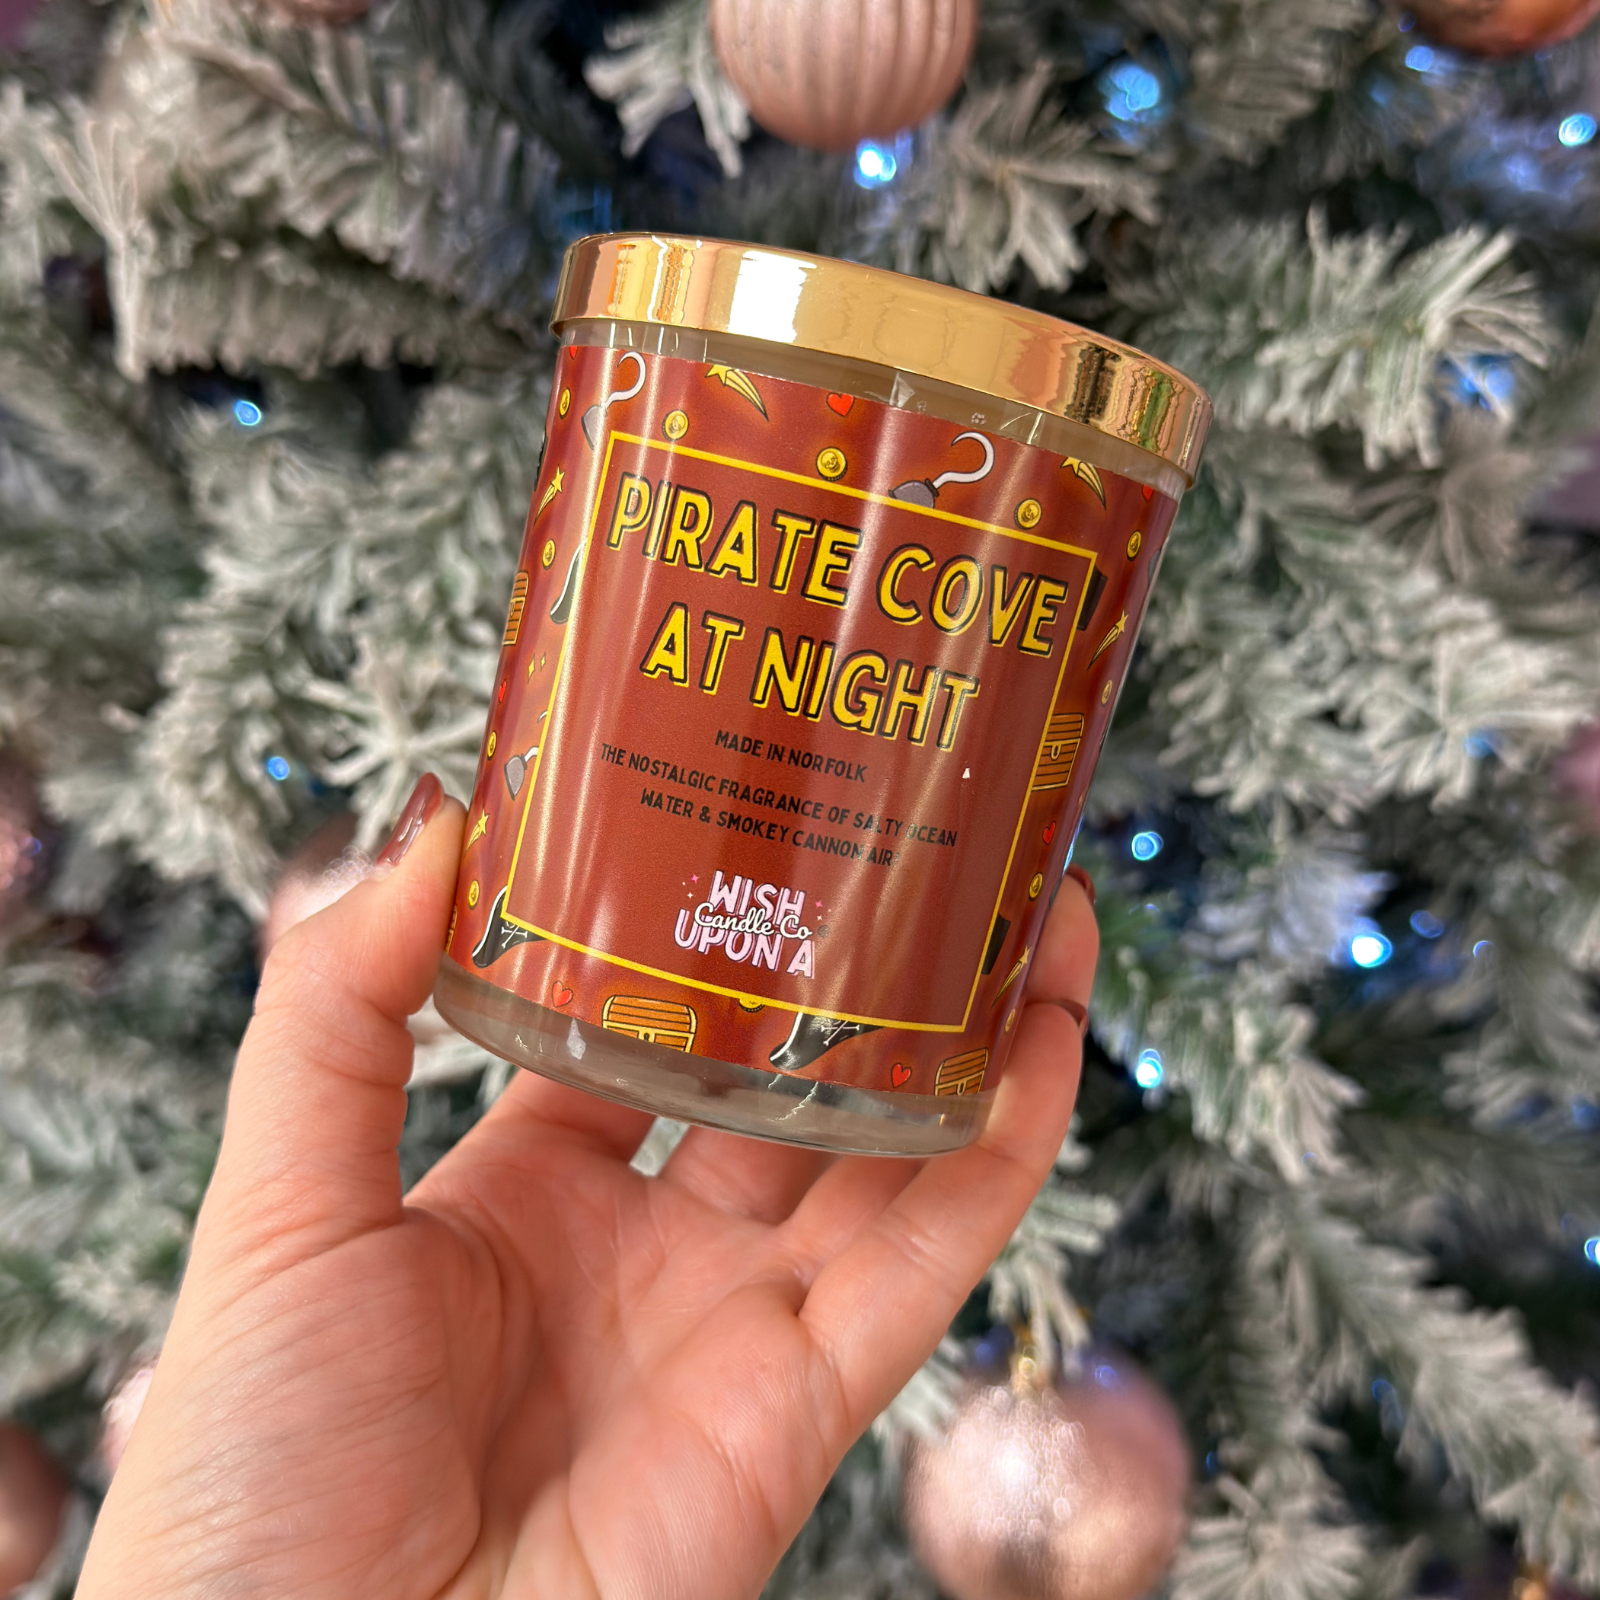 PIRATE COVE
AT NIGHT
MADE IN NORFOLK
THE NOSTALGIC FRAGRANCE OF SALTY OCEAN
WATER & SMOKEY CANNON AIR
WISH
Candle Co
UPON A